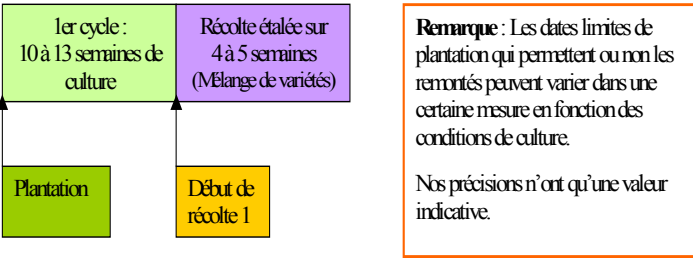 1er cycle :
10 à 13 semaines de
culture
Récolte étalée sur
4 à 5 semaines
(Mélange de variétés)
Plantation
Début de
récolte 1
Remarque : Les dates limites de
plantation qui permettent ou non les
remontés peuvent varier dans une
certaine mesure en fonction des
conditions de culture.
Nos précisions n’ont qu’une valeur
indicative.